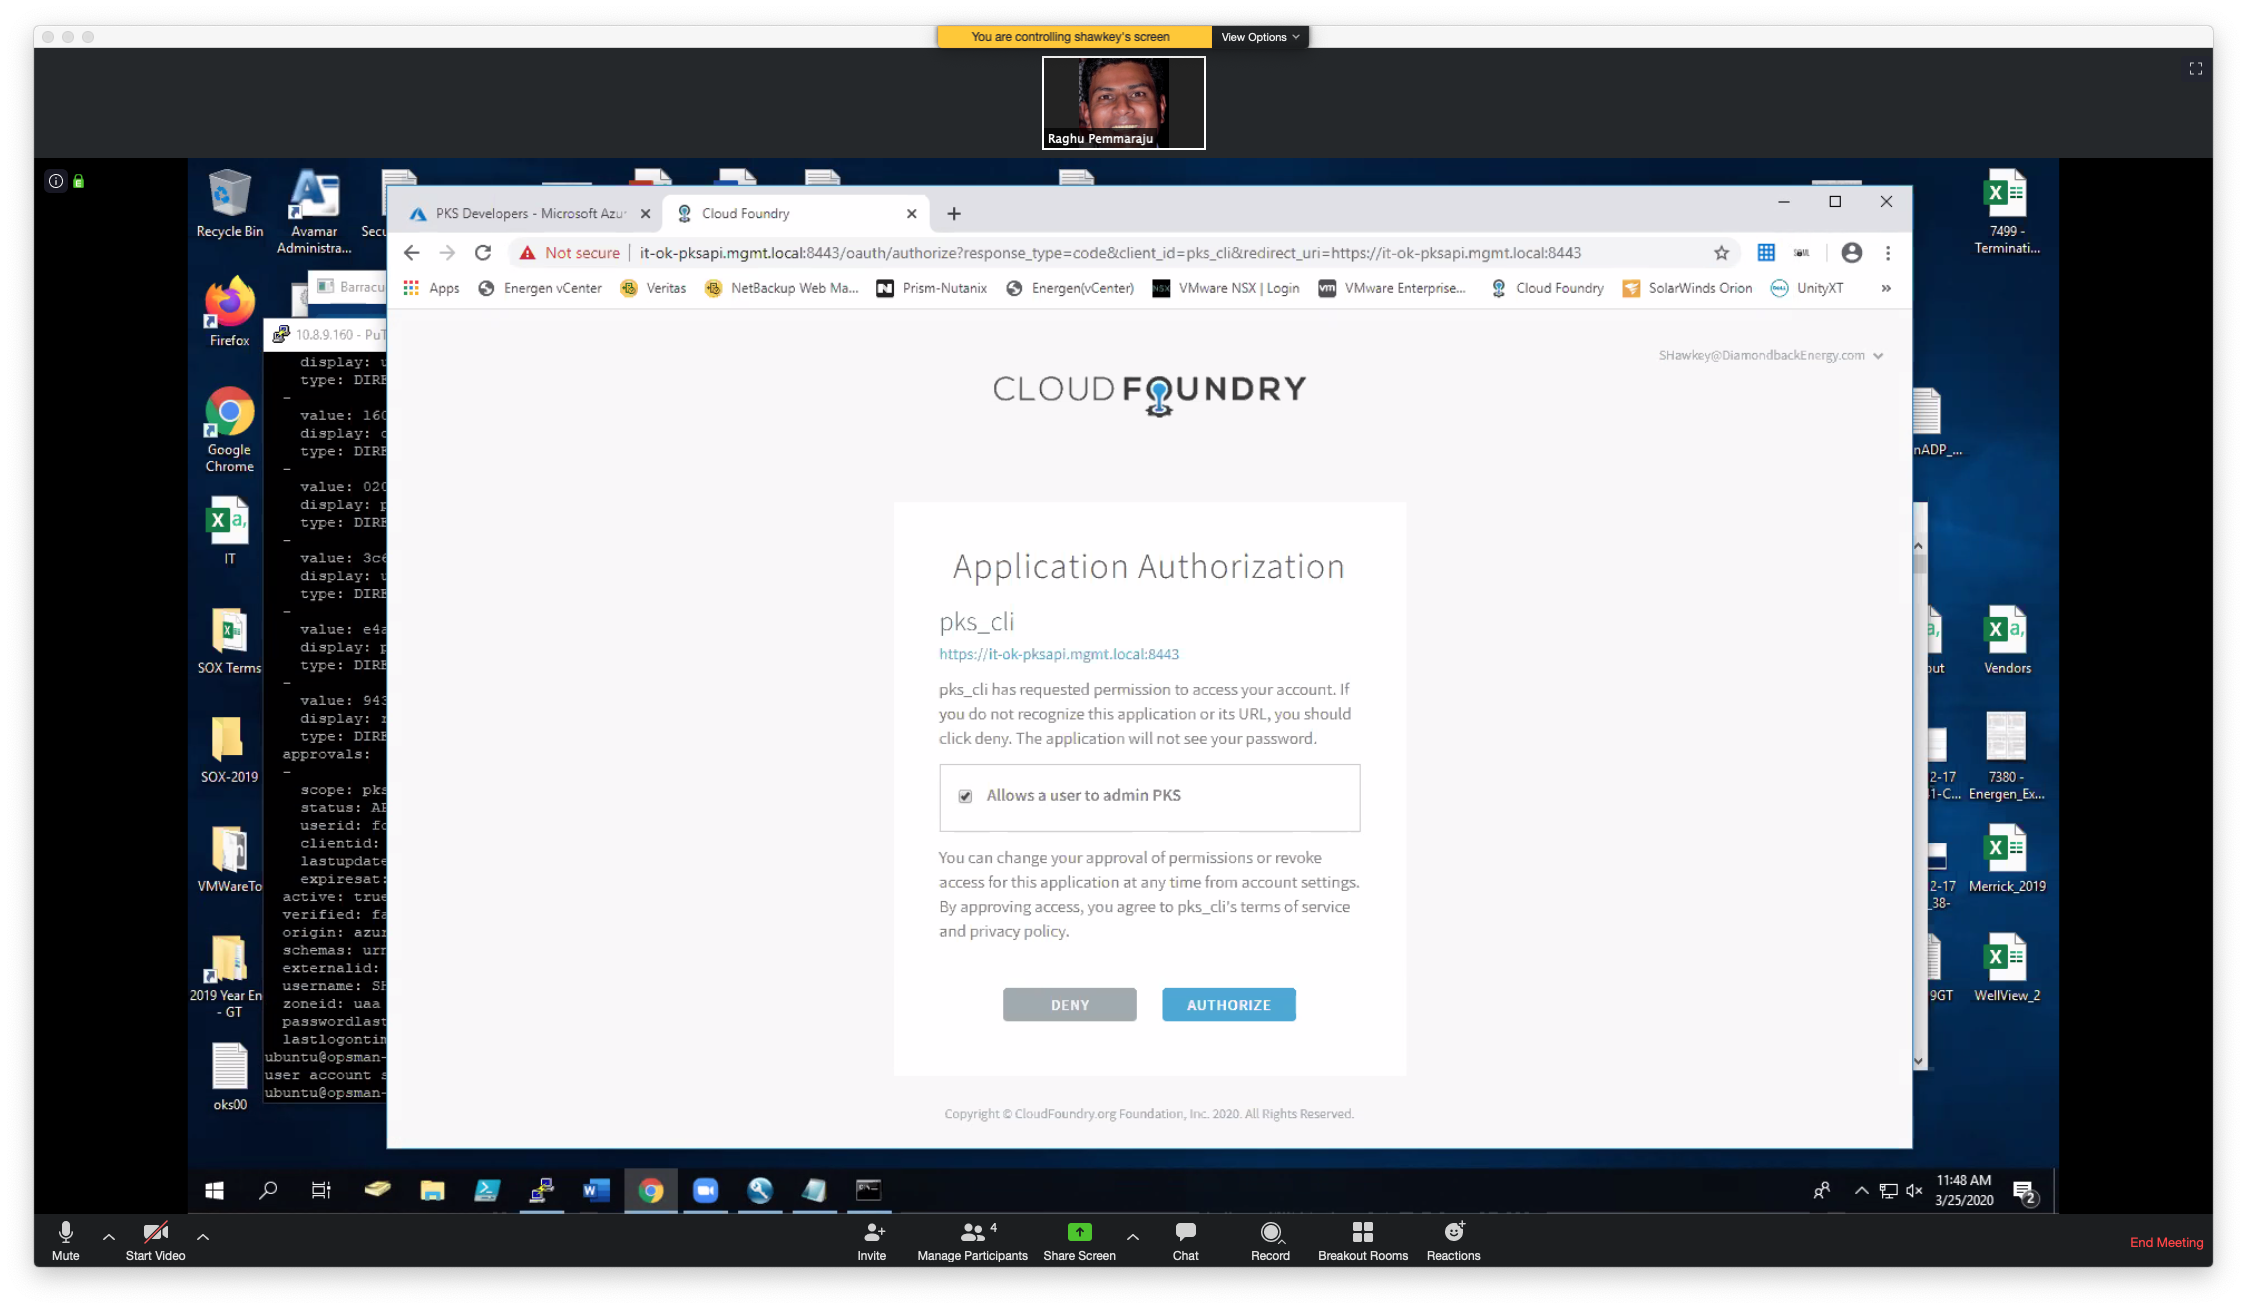 You are controlling shawkey's screen
View Options
Raghu Pemmaraju
Recycle Bin
Avamar
Administra...
7499 -
Terminati...
PKS Developers - Microsoft Azu
Cloud Foundry
Not secure
it-ok-pksapi.mgmt.local:8443/oauth/authorize?response_type=code&client_id=pks_cli&redirect_uri=https://it-ok-pksapi.mgmt.local:8443
Apps
Energen vCenter
Veritas
NetBackup Web Ma...
Prism-Nutanix
Energen(vCenter)
VMware NSX | Login
VMware Enterprise...
Cloud Foundry
SolarWinds Orion
UnityXT
»
Firefox
Google
Chrome
IT
SOX Terms
SOX-2019
VMWareTo
2019 Year En
- GT
oks00
10.8.9.160 - PuT
display: u
type: DIRE
-
value: 160
display: c
type: DIRE
-
value: 020
display: p
type: DIRE
-
value: 3c6
display: u
type: DIRE
-
value: e4a
display: p
type: DIRE
-
value: 943
display: r
type: DIRE
approvals:
-
scope: pks
status: AP
userid: fc
clientid:
lastupdate
expiresat:
active: true
verified: fa
origin: azur
schemas: urn
externalid:
username: SH
zoneid: uaa
passwordlast
lastlogontim
ubuntu@opsman-
user account s
ubuntu@opsman-
SHawkey@DiamondbackEnergy.com
CLOUD FOUNDRY
Application Authorization
pks_cli
https://it-ok-pksapi.mgmt.local:8443
pks_cli has requested permission to access your account. If
you do not recognize this application or its URL, you should
click deny. The application will not see your password.
Allows a user to admin PKS
You can change your approval of permissions or revoke
access for this application at any time from account settings.
By approving access, you agree to pks_cli's terms of service
and privacy policy.
DENY
AUTHORIZE
Copyright © CloudFoundry.org Foundation, Inc. 2020. All Rights Reserved.
nADP_...
Vendors
7380 -
Energen_Ex...
Merrick_2019
9GT
WellView_2
11:48 AM
3/25/2020
2
Mute
Start Video
Invite
4
Manage Participants
Share Screen
Chat
Record
Breakout Rooms
Reactions
End Meeting